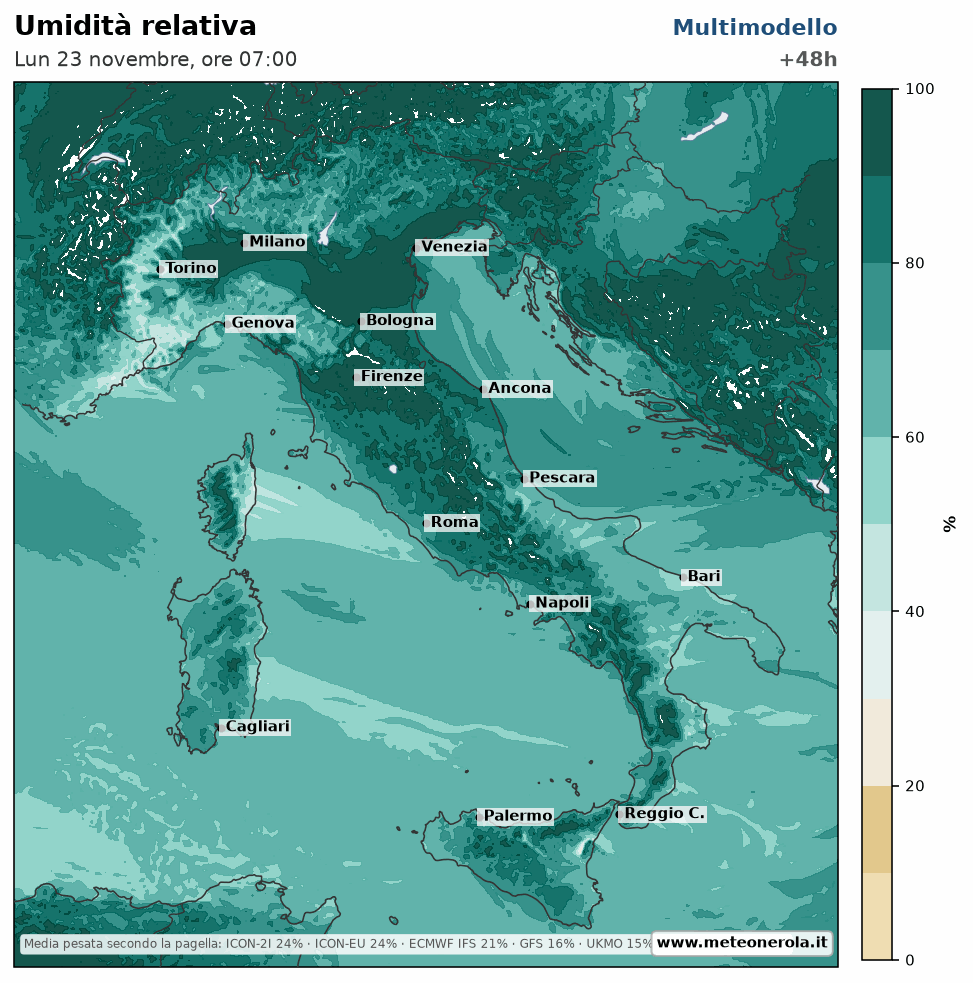 Umidità relativa
Multimodello
Lun 23 novembre, ore 07:00
+48h
100
80
60
40
20
0
%
Milano
Venezia
Torino
Genova
Bologna
Firenze
Ancona
Pescara
Roma
Bari
Napoli
Cagliari
Palermo
Reggio C.
Media pesata secondo la pagella: ICON-2I 24% · ICON-EU 24% · ECMWF IFS 21% · GFS 16% · UKMO 15%
www.meteonerola.it